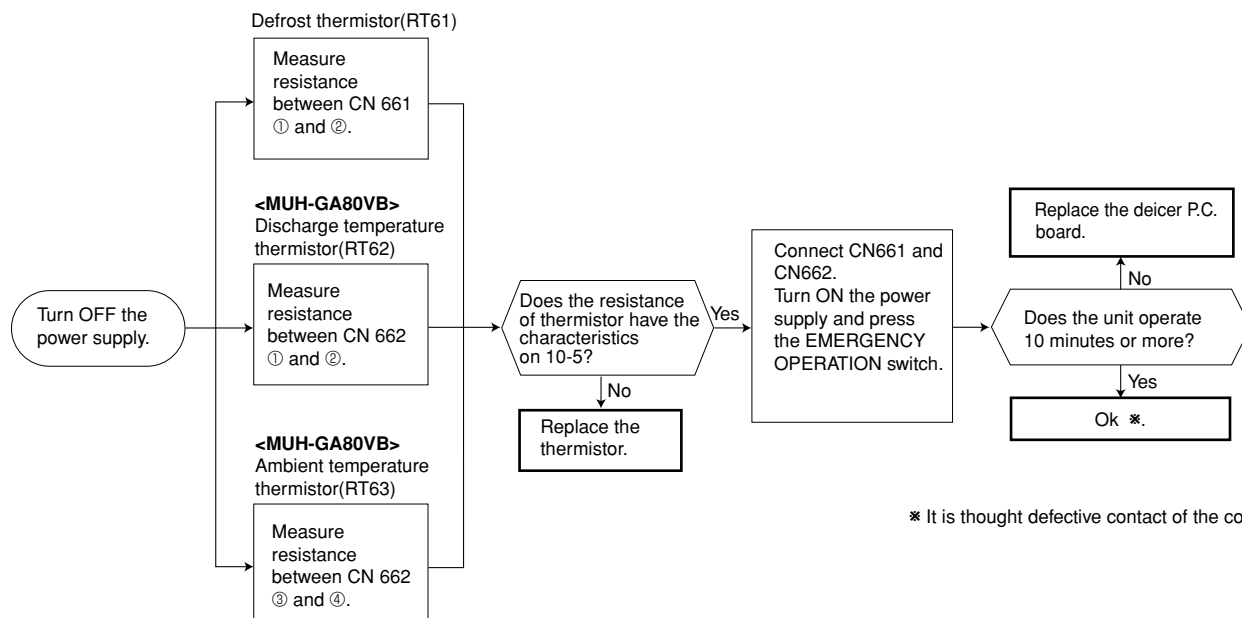 Defrost thermistor(RT61)
Measure
resistance
between CN 661
① and ②.
<MUH-GA80VB>
Discharge temperature
thermistor(RT62)
Measure
resistance
between CN 662
① and ②.
<MUH-GA80VB>
Ambient temperature
thermistor(RT63)
Measure
resistance
between CN 662
③ and ④.
Turn OFF the
power supply.
Does the resistance
of thermistor have the
characteristics
on 10-5?
Yes
No
Replace the
thermistor.
Connect CN661 and
CN662.
Turn ON the power
supply and press
the EMERGENCY
OPERATION switch.
Replace the deicer P.C.
board.
No
Does the unit operate
10 minutes or more?
Yes
Ok ※.
※ It is thought defective contact of the